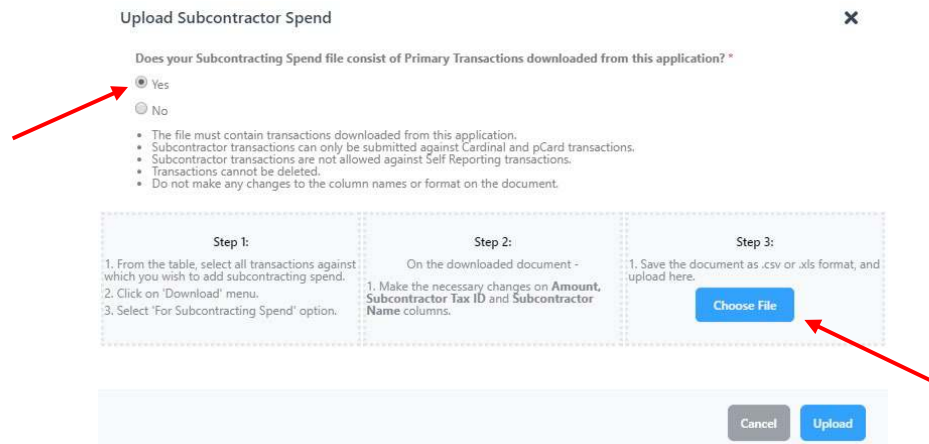 Upload Subcontractor Spend
Does your Subcontracting Spend file consist of Primary Transactions downloaded from this application? *
Yes
No
• The file must contain transactions downloaded from this application.
• Subcontractor transactions can only be submitted against Cardinal and pCard transactions.
• Subcontractor transactions are not allowed against Self Reporting transactions.
• Transactions cannot be deleted.
• Do not make any changes to the column names or format on the document.
Step 1:
1. From the table, select all transactions against
which you wish to add subcontracting spend.
2. Click on 'Download' menu.
3. Select 'For Subcontracting Spend' option.
Step 2:
On the downloaded document -
1. Make the necessary changes on Amount,
Subcontractor Tax ID and Subcontractor
Name columns.
Step 3:
1. Save the document as .csv or .xls format, and
upload here.
Choose File
Cancel
Upload